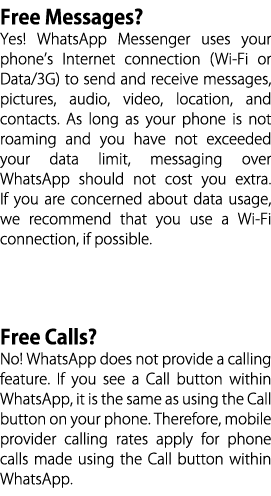 Free Messages?
Yes! WhatsApp Messenger uses your
phone's Internet connection (Wi-Fi or
Data/3G) to send and receive messages,
pictures, audio, video, location, and
contacts. As long as your phone is not
roaming and you have not exceeded
your data limit, messaging over
WhatsApp should not cost you extra.
If you are concerned about data usage,
we recommend that you use a Wi-Fi
connection, if possible.
Free Calls?
No! WhatsApp does not provide a calling
feature. If you see a Call button within
WhatsApp, it is the same as using the Call
button on your phone. Therefore, mobile
provider calling rates apply for phone
calls made using the Call button within
WhatsApp.